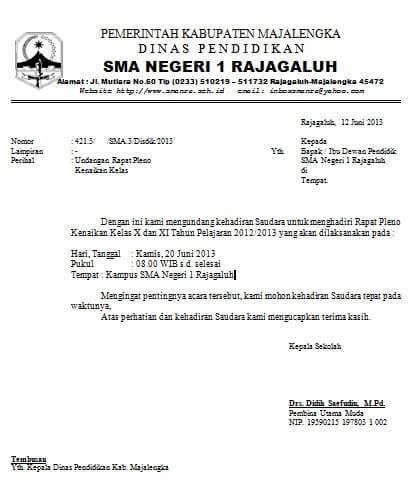 PEMERINTAH KABUPATEN MAJALENGKA
DINAS PENDIDIKAN
SMA NEGERI 1 RAJAGALUH
Alamat : Jl. Mutiara No.60 Tlp (0233) 510219 – 511732 Rajagaluh-Majalengka 45472
Website http://www.smanra.sch.id email: inboxsmanra@yahoo.com
Rajagaluh, 12 Juni 2013
Nomor : 421.5/ /SMA.3/Disdik/2013
Lampiran : -
Perihal : Undangan Rapat Pleno
Kenaikan Kelas
Kepada
Yth. Bapak / Ibu Dewan Pendidik
SMA Negeri 1 Rajagaluh
di
Tempat.
Dengan ini kami mengundang kehadiran Saudara untuk menghadiri Rapat Pleno
Kenaikan Kelas X dan XI Tahun Pelajaran 2012/2013 yang akan dilaksanakan pada :
Hari, Tanggal : Kamis, 20 Juni 2013
Pukul : 08.00 WIB s.d. selesai
Tempat : Kampus SMA Negeri 1 Rajagaluh
Mengingat pentingnya acara tersebut, kami mohon kehadiran Saudara tepat pada
waktunya,
Atas perhatian dan kehadiran Saudara kami mengucapkan terima kasih.
Kepala Sekolah
Drs. Didih Saefudin, M.Pd.
Pembina Utama Muda
NIP. 19590215 197803 1 002
Tembusan
Yth. Kepala Dinas Pendidikan Kab. Majalengka